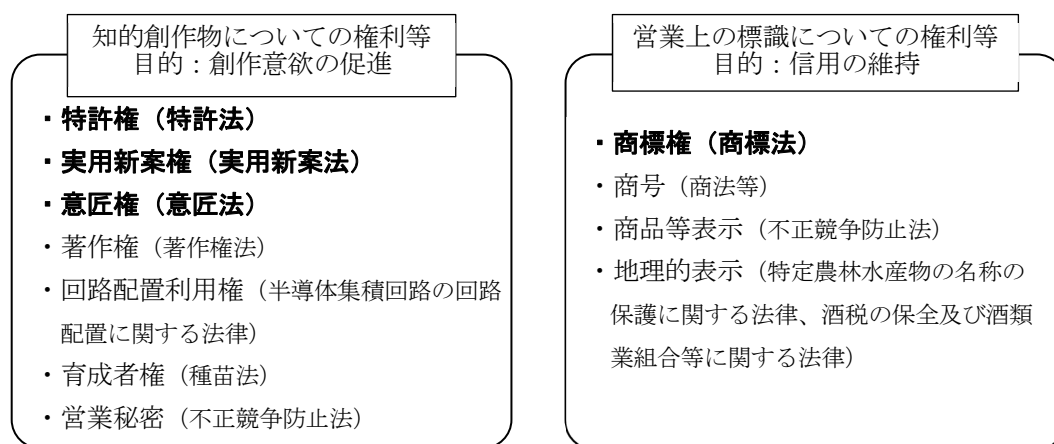 知的創作物についての権利等
目的：創作意欲の促進
・特許権（特許法）
・実用新案権（実用新案法）
・意匠権（意匠法）
・著作権（著作権法）
・回路配置利用権（半導体集積回路の回路
配置に関する法律）
・育成者権（種苗法）
・営業秘密（不正競争防止法）
営業上の標識についての権利等
目的：信用の維持
・商標権（商標法）
・商号（商法等）
・商品等表示（不正競争防止法）
・地理的表示（特定農林水産物の名称の
保護に関する法律、酒税の保全及び酒類
業組合等に関する法律）